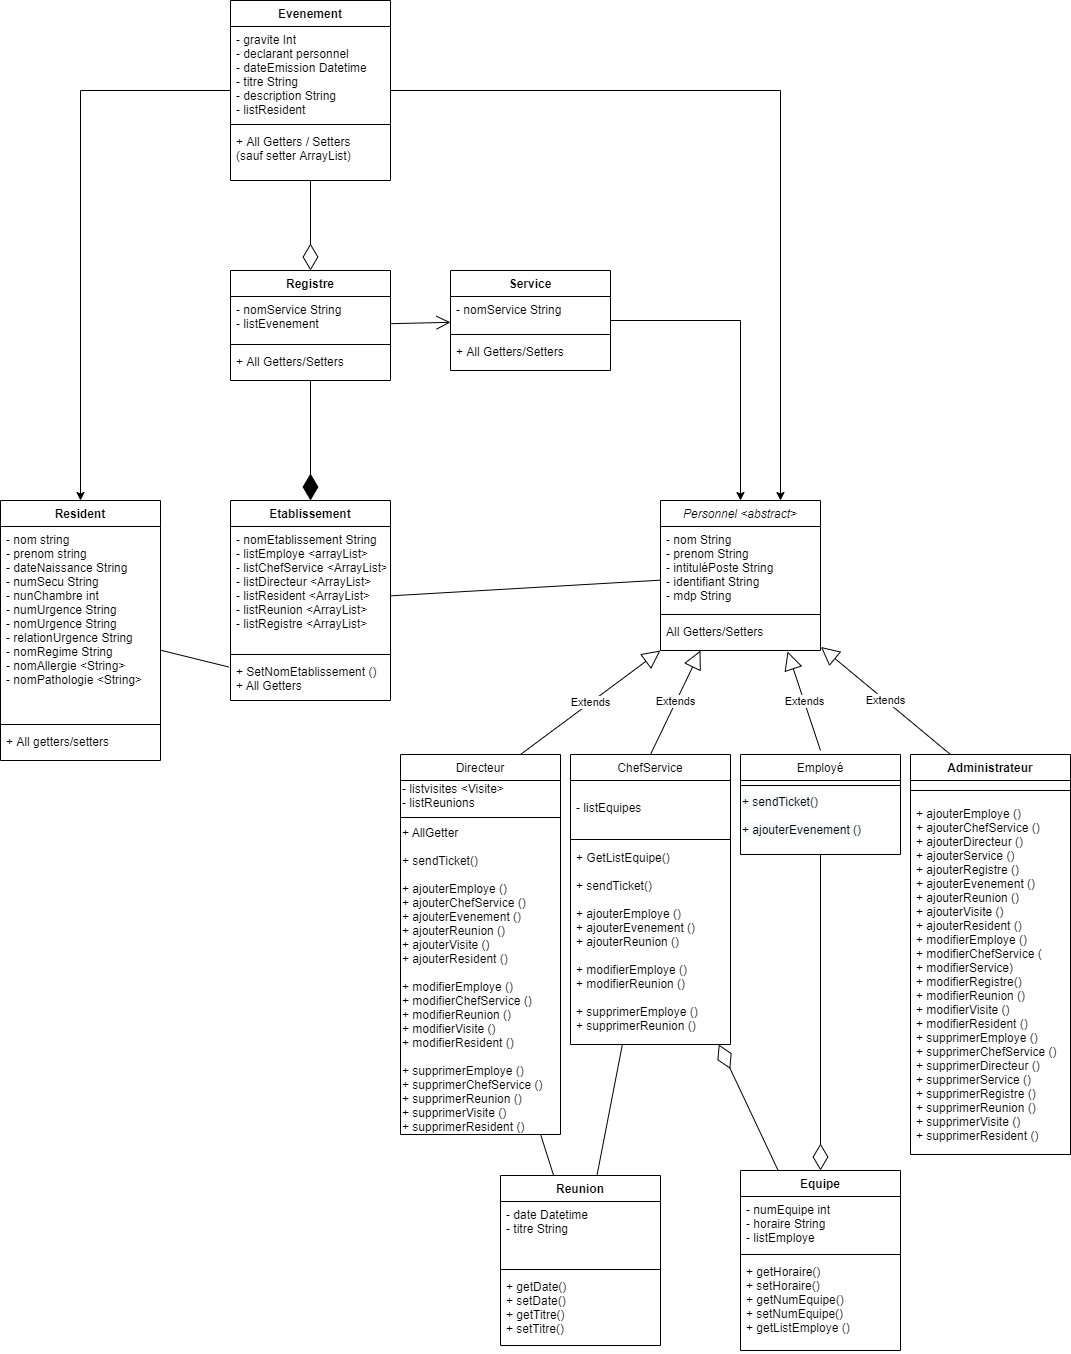 Evenement
- gravite Int
- declarant personnel
- dateEmission Datetime
- titre String
- description String
- listResident
+ All Getters / Setters
(sauf setter ArrayList)
Registre
- nomService String
- listEvenement
+ All Getters/Setters
Service
- nomService String
+ All Getters/Setters
Resident
- nom string
- prenom string
- dateNaissance String
- numSecu String
- nunChambre int
- numUrgence String
- nomUrgence String
- relationUrgence String
- nomRegime String
- nomAllergie <String>
- nomPathologie <String>
+ All getters/setters
Etablissement
- nomEtablissement String
- listEmploye <arrayList>
- listChefService <ArrayList>
- listDirecteur <ArrayList>
- listResident <ArrayList>
- listReunion <ArrayList>
- listRegistre <ArrayList>
+ SetNomEtablissement ()
+ All Getters
Personnel <abstract>
- nom String
- prenom String
- intituléPoste String
- identifiant String
- mdp String
All Getters/Setters
Extends
Extends
Extends
Extends
Directeur
- listvisites <Visite>
- listReunions
+ AllGetter
+ sendTicket()
+ ajouterEmploye ()
+ ajouterChefService ()
+ ajouterEvenement ()
+ ajouterReunion ()
+ ajouterVisite ()
+ ajouterResident ()
+ modifierEmploye ()
+ modifierChefService ()
+ modifierReunion ()
+ modifierVisite ()
+ modifierResident ()
+ supprimerEmploye ()
+ supprimerChefService ()
+ supprimerReunion ()
+ supprimerVisite ()
+ supprimerResident ()
ChefService
- listEquipes
+ GetListEquipe()
+ sendTicket()
+ ajouterEmploye ()
+ ajouterEvenement ()
+ ajouterReunion ()
+ modifierEmploye ()
+ modifierReunion ()
+ supprimerEmploye ()
+ supprimerReunion ()
Employé
+ sendTicket()
+ ajouterEvenement ()
Administrateur
+ ajouterEmploye ()
+ ajouterChefService ()
+ ajouterDirecteur ()
+ ajouterService ()
+ ajouterRegistre ()
+ ajouterEvenement ()
+ ajouterReunion ()
+ ajouterVisite ()
+ ajouterResident ()
+ modifierEmploye ()
+ modifierChefService (
+ modifierService)
+ modifierRegistre()
+ modifierReunion ()
+ modifierVisite ()
+ modifierResident ()
+ supprimerEmploye ()
+ supprimerChefService ()
+ supprimerDirecteur ()
+ supprimerService ()
+ supprimerRegistre ()
+ supprimerReunion ()
+ supprimerVisite ()
+ supprimerResident ()
Reunion
- date Datetime
- titre String
+ getDate()
+ setDate()
+ getTitre()
+ setTitre()
Equipe
- numEquipe int
- horaire String
- listEmploye
+ getHoraire()
+ setHoraire()
+ getNumEquipe()
+ setNumEquipe()
+ getListEmploye ()